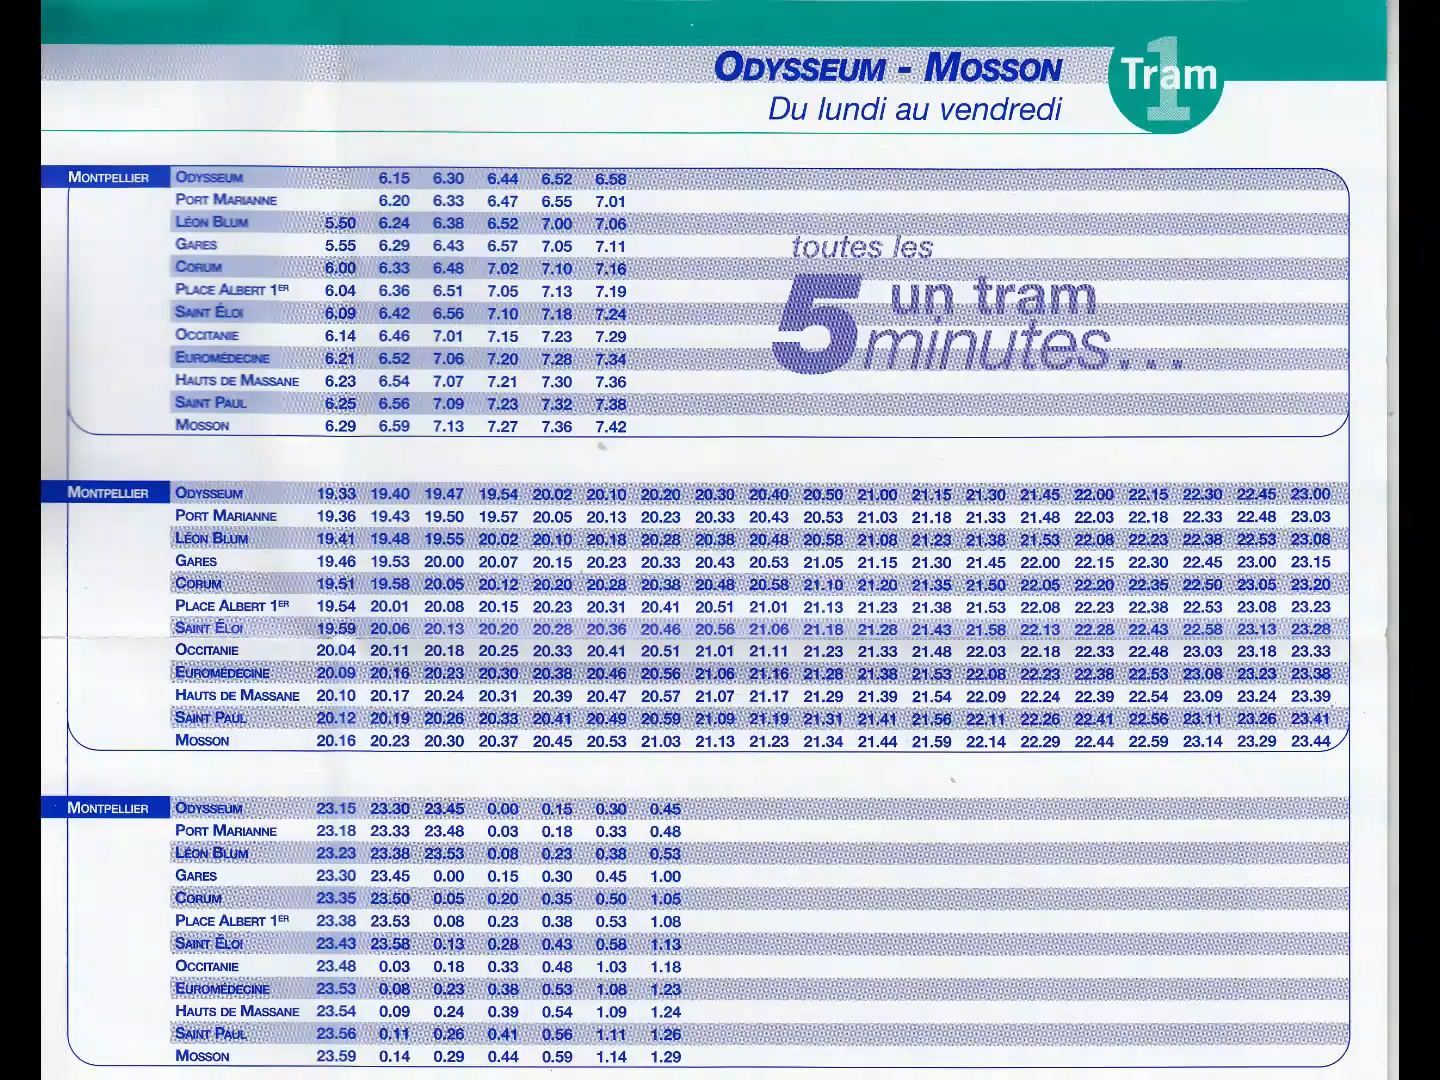 ODYSSEUM - MOSSON
Du lundi au vendredi
Tram 1
MONTPELLIER ODYSSEUM 6.15 6.30 6.44 6.52 6.58
PORT MARIANNE 6.20 6.33 6.47 6.55 7.01
LÉON BLUM 5.50 6.24 6.38 6.52 7.00 7.06
GARES 5.55 6.29 6.43 6.57 7.05 7.11
CORUM 6.00 6.33 6.48 7.02 7.10 7.16
PLACE ALBERT 1ER 6.04 6.36 6.51 7.05 7.13 7.19
SAINT ÉLOI 6.09 6.42 6.56 7.10 7.18 7.24
OCCITANIE 6.14 6.46 7.01 7.15 7.23 7.29
EUROMÉDECINE 6.21 6.52 7.06 7.20 7.28 7.34
HAUTS DE MASSANE 6.23 6.54 7.07 7.21 7.30 7.36
SAINT PAUL 6.25 6.56 7.09 7.23 7.32 7.38
MOSSON 6.29 6.59 7.13 7.27 7.36 7.42
toutes les
5 un tram
minutes...
MONTPELLIER ODYSSEUM 19.33 19.40 19.47 19.54 20.02 20.10 20.20 20.30 20.40 20.50 21.00 21.15 21.30 21.45 22.00 22.15 22.30 22.45 23.00
PORT MARIANNE 19.36 19.43 19.50 19.57 20.05 20.13 20.23 20.33 20.43 20.53 21.03 21.18 21.33 21.48 22.03 22.18 22.33 22.48 23.03
LÉON BLUM 19.41 19.48 19.55 20.02 20.10 20.18 20.28 20.38 20.48 20.58 21.08 21.23 21.38 21.53 22.08 22.23 22.38 22.53 23.08
GARES 19.46 19.53 20.00 20.07 20.15 20.23 20.33 20.43 20.53 21.05 21.15 21.30 21.45 22.00 22.15 22.30 22.45 23.00 23.15
CORUM 19.51 19.58 20.05 20.12 20.20 20.28 20.38 20.48 20.58 21.10 21.20 21.35 21.50 22.05 22.20 22.35 22.50 23.05 23.20
PLACE ALBERT 1ER 19.54 20.01 20.08 20.15 20.23 20.31 20.41 20.51 21.01 21.13 21.23 21.38 21.53 22.08 22.23 22.38 22.53 23.08 23.23
SAINT ÉLOI 19.59 20.06 20.13 20.20 20.28 20.36 20.46 20.56 21.06 21.18 21.28 21.43 21.58 22.13 22.28 22.43 22.58 23.13 23.28
OCCITANIE 20.04 20.11 20.18 20.25 20.33 20.41 20.51 21.01 21.11 21.23 21.33 21.48 22.03 22.18 22.33 22.48 23.03 23.18 23.33
EUROMÉDECINE 20.09 20.16 20.23 20.30 20.38 20.46 20.56 21.06 21.16 21.28 21.38 21.53 22.08 22.23 22.38 22.53 23.08 23.23 23.38
HAUTS DE MASSANE 20.10 20.17 20.24 20.31 20.39 20.47 20.57 21.07 21.17 21.29 21.39 21.54 22.09 22.24 22.39 22.54 23.09 23.24 23.39
SAINT PAUL 20.12 20.19 20.26 20.33 20.41 20.49 20.59 21.09 21.19 21.31 21.41 21.56 22.11 22.26 22.41 22.56 23.11 23.26 23.41
MOSSON 20.16 20.23 20.30 20.37 20.45 20.53 21.03 21.13 21.23 21.34 21.44 21.59 22.14 22.29 22.44 22.59 23.14 23.29 23.44
MONTPELLIER ODYSSEUM 23.15 23.30 23.45 0.00 0.15 0.30 0.45
PORT MARIANNE 23.18 23.33 23.48 0.03 0.18 0.33 0.48
LÉON BLUM 23.23 23.38 23.53 0.08 0.23 0.38 0.53
GARES 23.30 23.45 0.00 0.15 0.30 0.45 1.00
CORUM 23.35 23.50 0.05 0.20 0.35 0.50 1.05
PLACE ALBERT 1ER 23.38 23.53 0.08 0.23 0.38 0.53 1.08
SAINT ÉLOI 23.43 23.58 0.13 0.28 0.43 0.58 1.13
OCCITANIE 23.48 0.03 0.18 0.33 0.48 1.03 1.18
EUROMÉDECINE 23.53 0.08 0.23 0.38 0.53 1.08 1.23
HAUTS DE MASSANE 23.54 0.09 0.24 0.39 0.54 1.09 1.24
SAINT PAUL 23.56 0.11 0.26 0.41 0.56 1.11 1.26
MOSSON 23.59 0.14 0.29 0.44 0.59 1.14 1.29